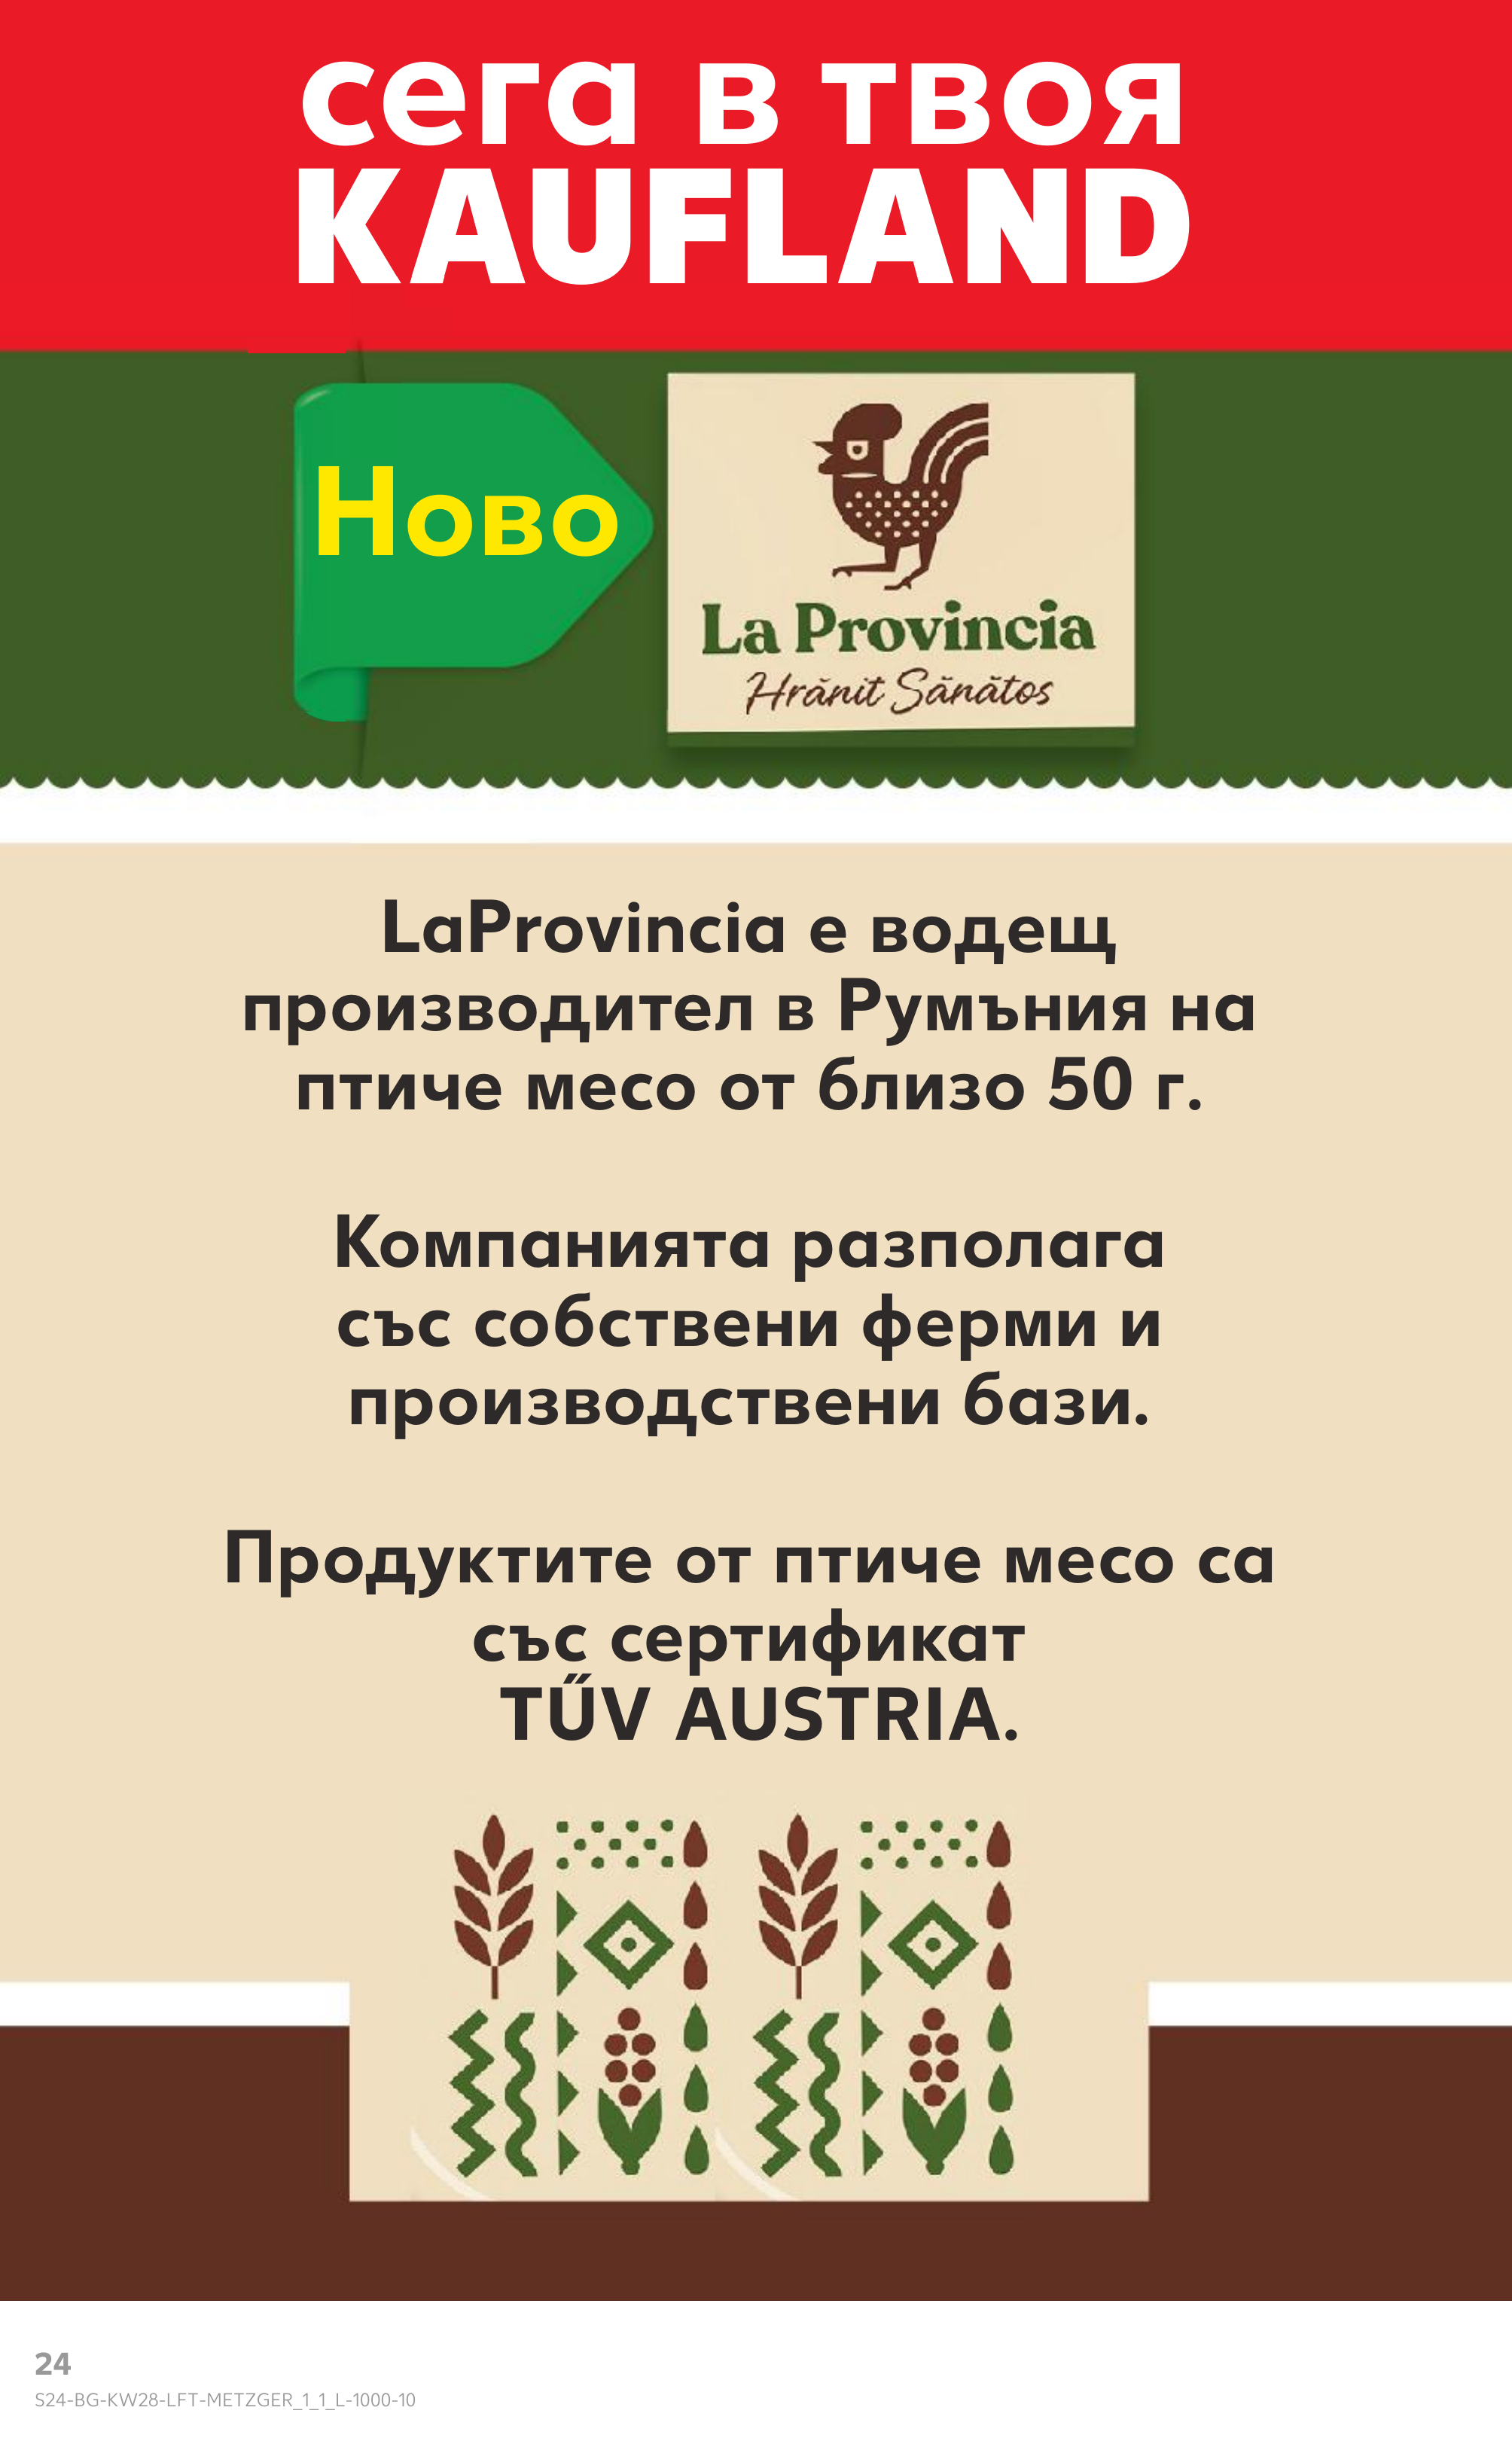 сега в твоя
KAUFLAND
Ново
La Provincia
Hrănit Sănătos
LaProvincia е водещ
производител в Румъния на
птиче месо от близо 50 г.
Компанията разполага
със собствени ферми и
производствени бази.
Продуктите от птиче месо са
със сертификат
TŰV AUSTRIA.
24
S24-BG-KW28-LFT-METZGER_1_1_L-1000-10